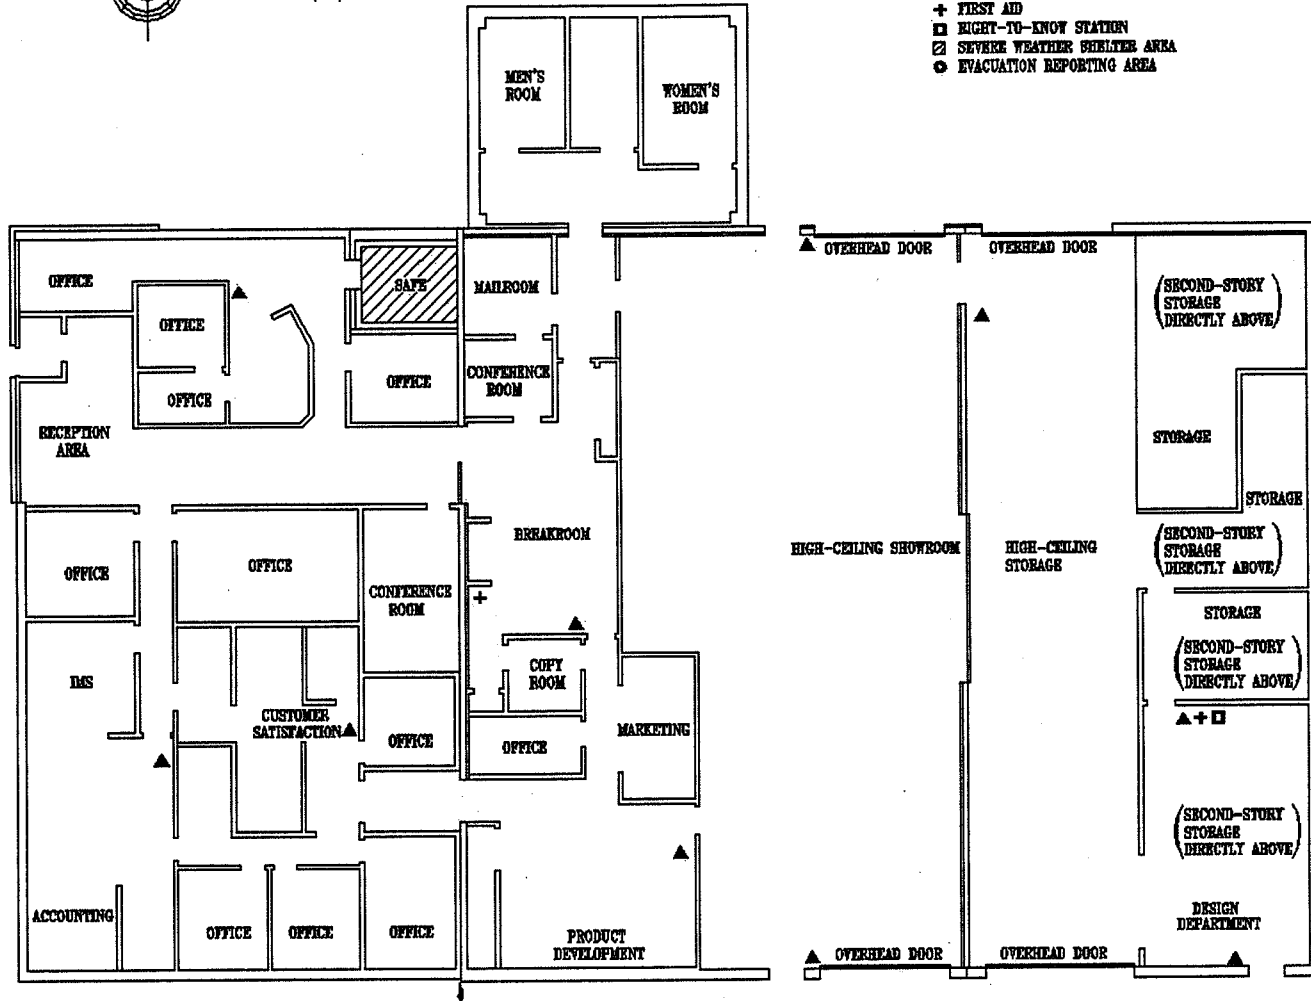 FIRST AID
RIGHT-TO-KNOW STATION
SEVERE WEATHER SHELTER AREA
EVACUATION REPORTING AREA
MEN'S
ROOM
WOMEN'S
ROOM
OVERHEAD DOOR
OVERHEAD DOOR
OFFICE
SAFE
MAILROOM
(SECOND-STORY
STORAGE
DIRECTLY ABOVE)
OFFICE
OFFICE
CONFERENCE
ROOM
OFFICE
RECEPTION
AREA
STORAGE
STORAGE
BREAKROOM
HIGH-CEILING SHOWROOM
HIGH-CEILING
STORAGE
(SECOND-STORY
STORAGE
DIRECTLY ABOVE)
OFFICE
OFFICE
CONFERENCE
ROOM
STORAGE
(SECOND-STORY
STORAGE
DIRECTLY ABOVE)
IMS
COPY
ROOM
CUSTOMER
SATISFACTION
OFFICE
OFFICE
MARKETING
(SECOND-STORY
STORAGE
DIRECTLY ABOVE)
ACCOUNTING
OFFICE
OFFICE
OFFICE
PRODUCT
DEVELOPMENT
DESIGN
DEPARTMENT
OVERHEAD DOOR
OVERHEAD DOOR